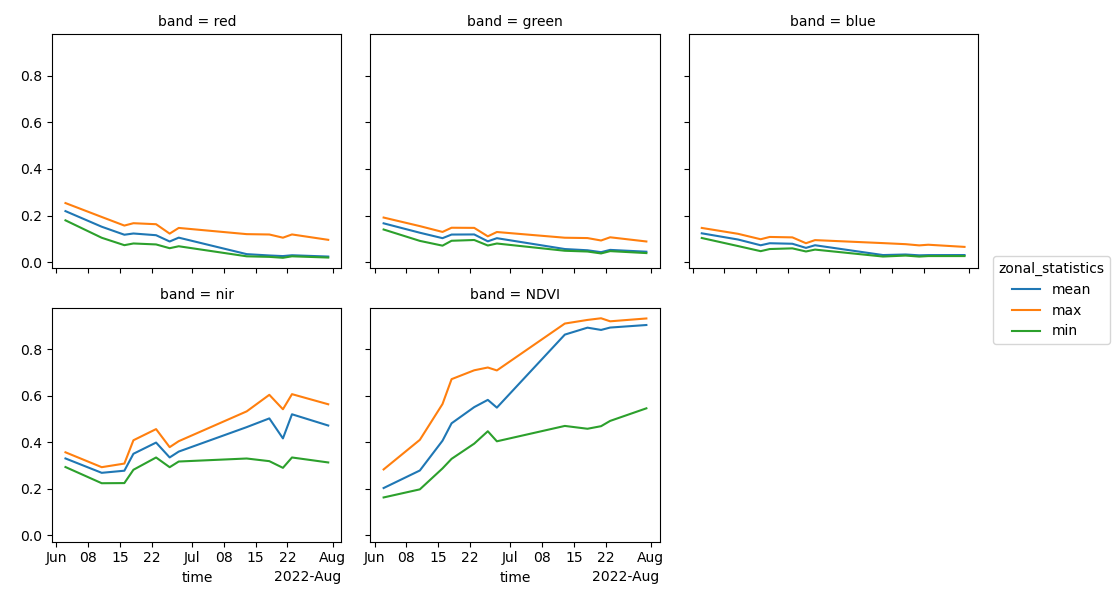 band = red
band = green
band = blue
0.8
0.6
0.4
0.2
0.0
zonal_statistics
mean
max
min
band = nir
band = NDVI
0.8
0.6
0.4
0.2
0.0
Jun 08 15 22 Jul 08 15 22 Aug
time
2022-Aug
Jun 08 15 22 Jul 08 15 22 Aug
time
2022-Aug